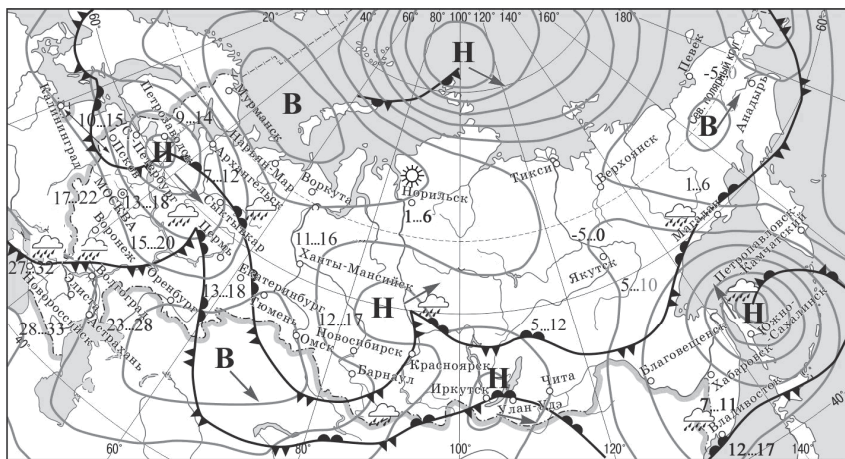 60°
20°
40°
60°
80°
100°
120°
140°
180°
60°
Н
В
Певек
-5
Сев. полярный круг
Анадырь
В
Мурманск
Калининград
10..15
Псков
С.-Петербург
Петрозаводск
9...14
Н
Архангельск
Нарьян-Мар
Воркута
Норильск
1...6
Тикси
Верхоянск
1...6
Магадан
17..22
МОСКВА
13...18
Сыктывкар
7...12
Воронеж
15...20
Пермь
11...16
Ханты-Мансийск
-5...0
Якутск
5...10
Петропавловск-Камчатский
27..32
Новороссийск
Элиста
Волгоград
Оренбург
Екатеринбург
13...18
Тюмень
12...17
Н
5...12
Н
Южно-Сахалинск
28...33
Астрахань
23...28
Омск
Новосибирск
Барнаул
Красноярск
Иркутск
Н
Чита
Улан-Удэ
Благовещенск
Хабаровск
В
7...11
Владивосток
12...17
40°
60°
80°
100°
120°
140°
40°